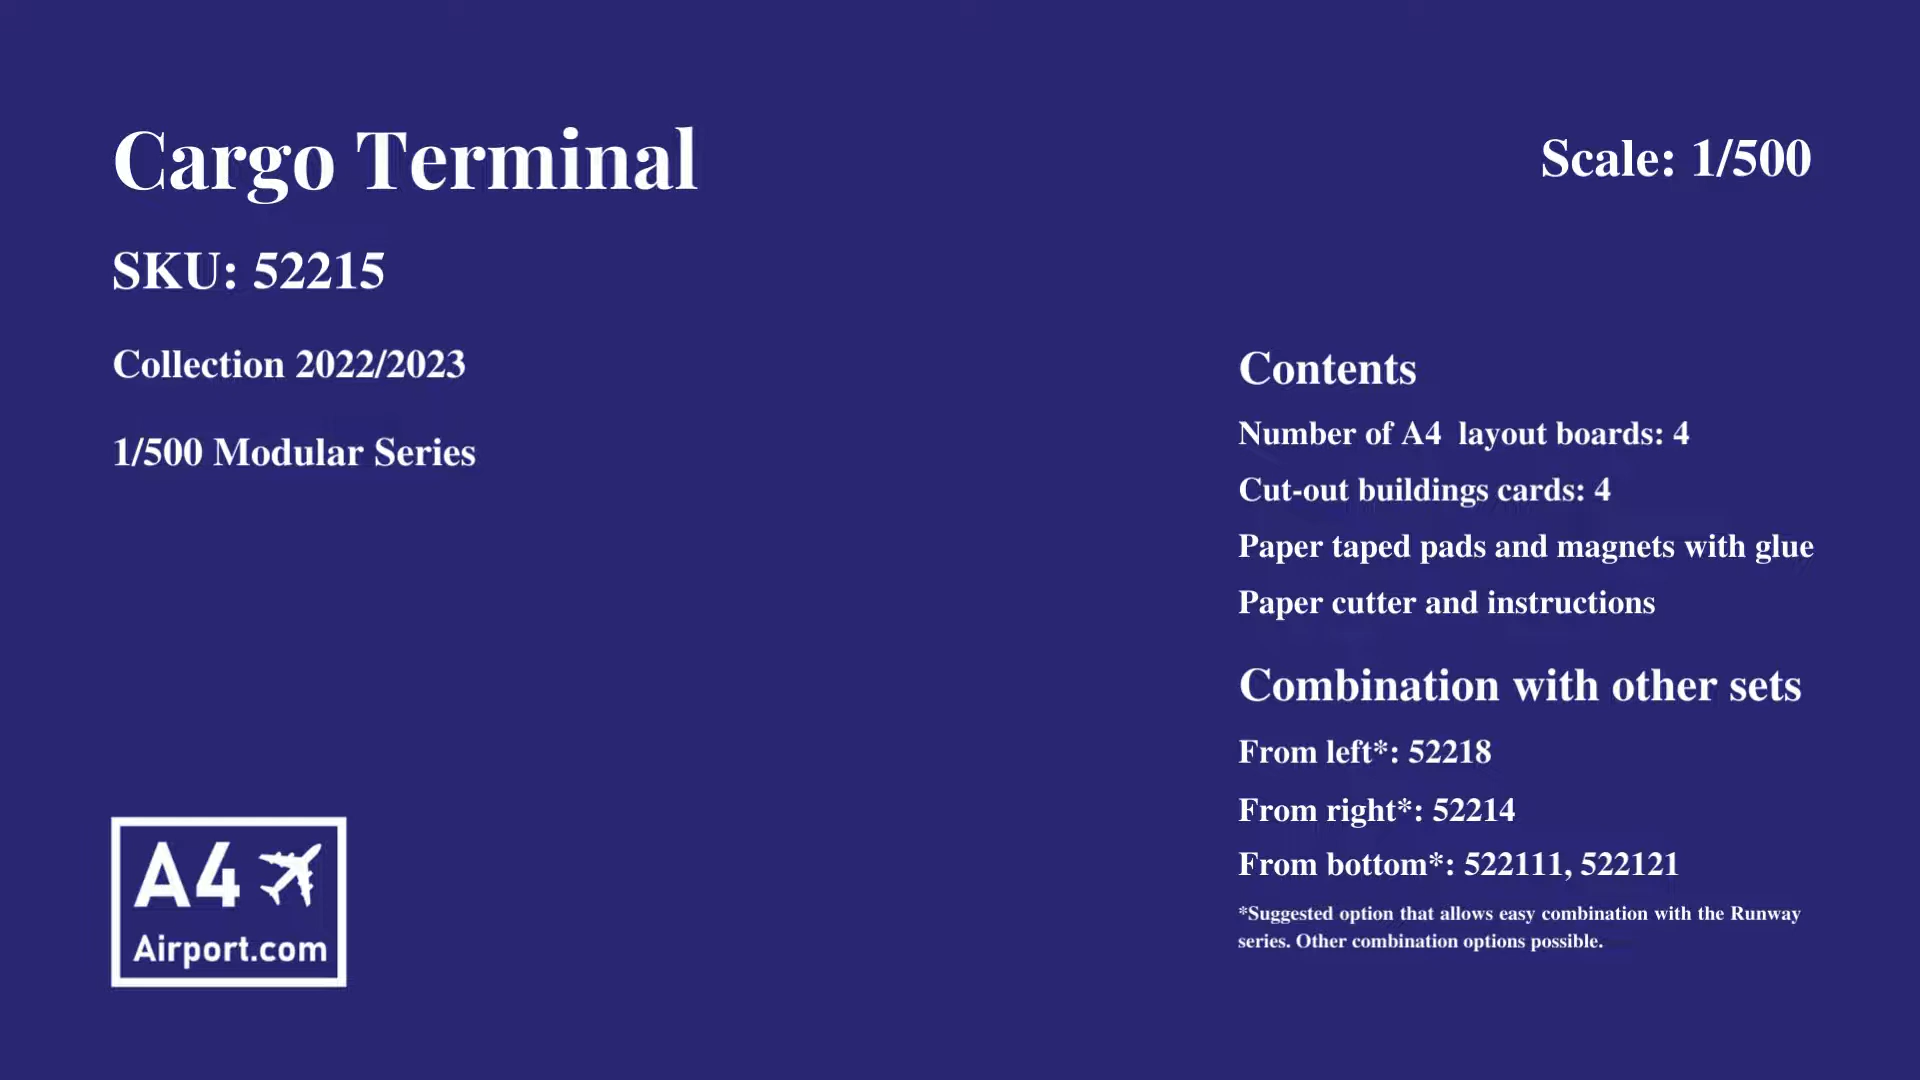 Cargo Terminal
Scale: 1/500
SKU: 52215
Collection 2022/2023
1/500 Modular Series
Contents
Number of A4 layout boards: 4
Cut-out buildings cards: 4
Paper taped pads and magnets with glue
Paper cutter and instructions
Combination with other sets
From left*: 52218
From right*: 52214
From bottom*: 522111, 522121
*Suggested option that allows easy combination with the Runway
series. Other combination options possible.
A4
Airport.com